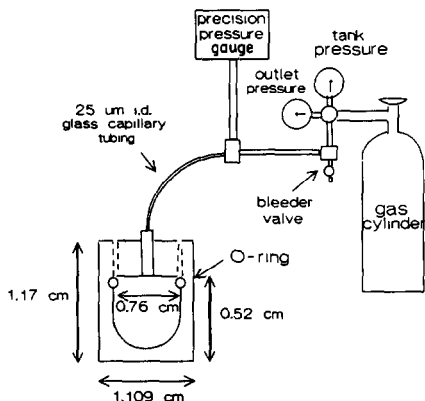 precision
pressure
gauge
tank
pressure
outlet
pressure
25 um i.d.
glass capillary
tubing
bleeder
valve
gas
cylinder
O-ring
1.17 cm
0.76 cm
0.52 cm
1.109 cm